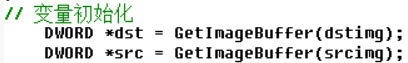 // 变量初始化
DWORD *dst = GetImageBuffer(dstimg);
DWORD *src = GetImageBuffer(srcimg);